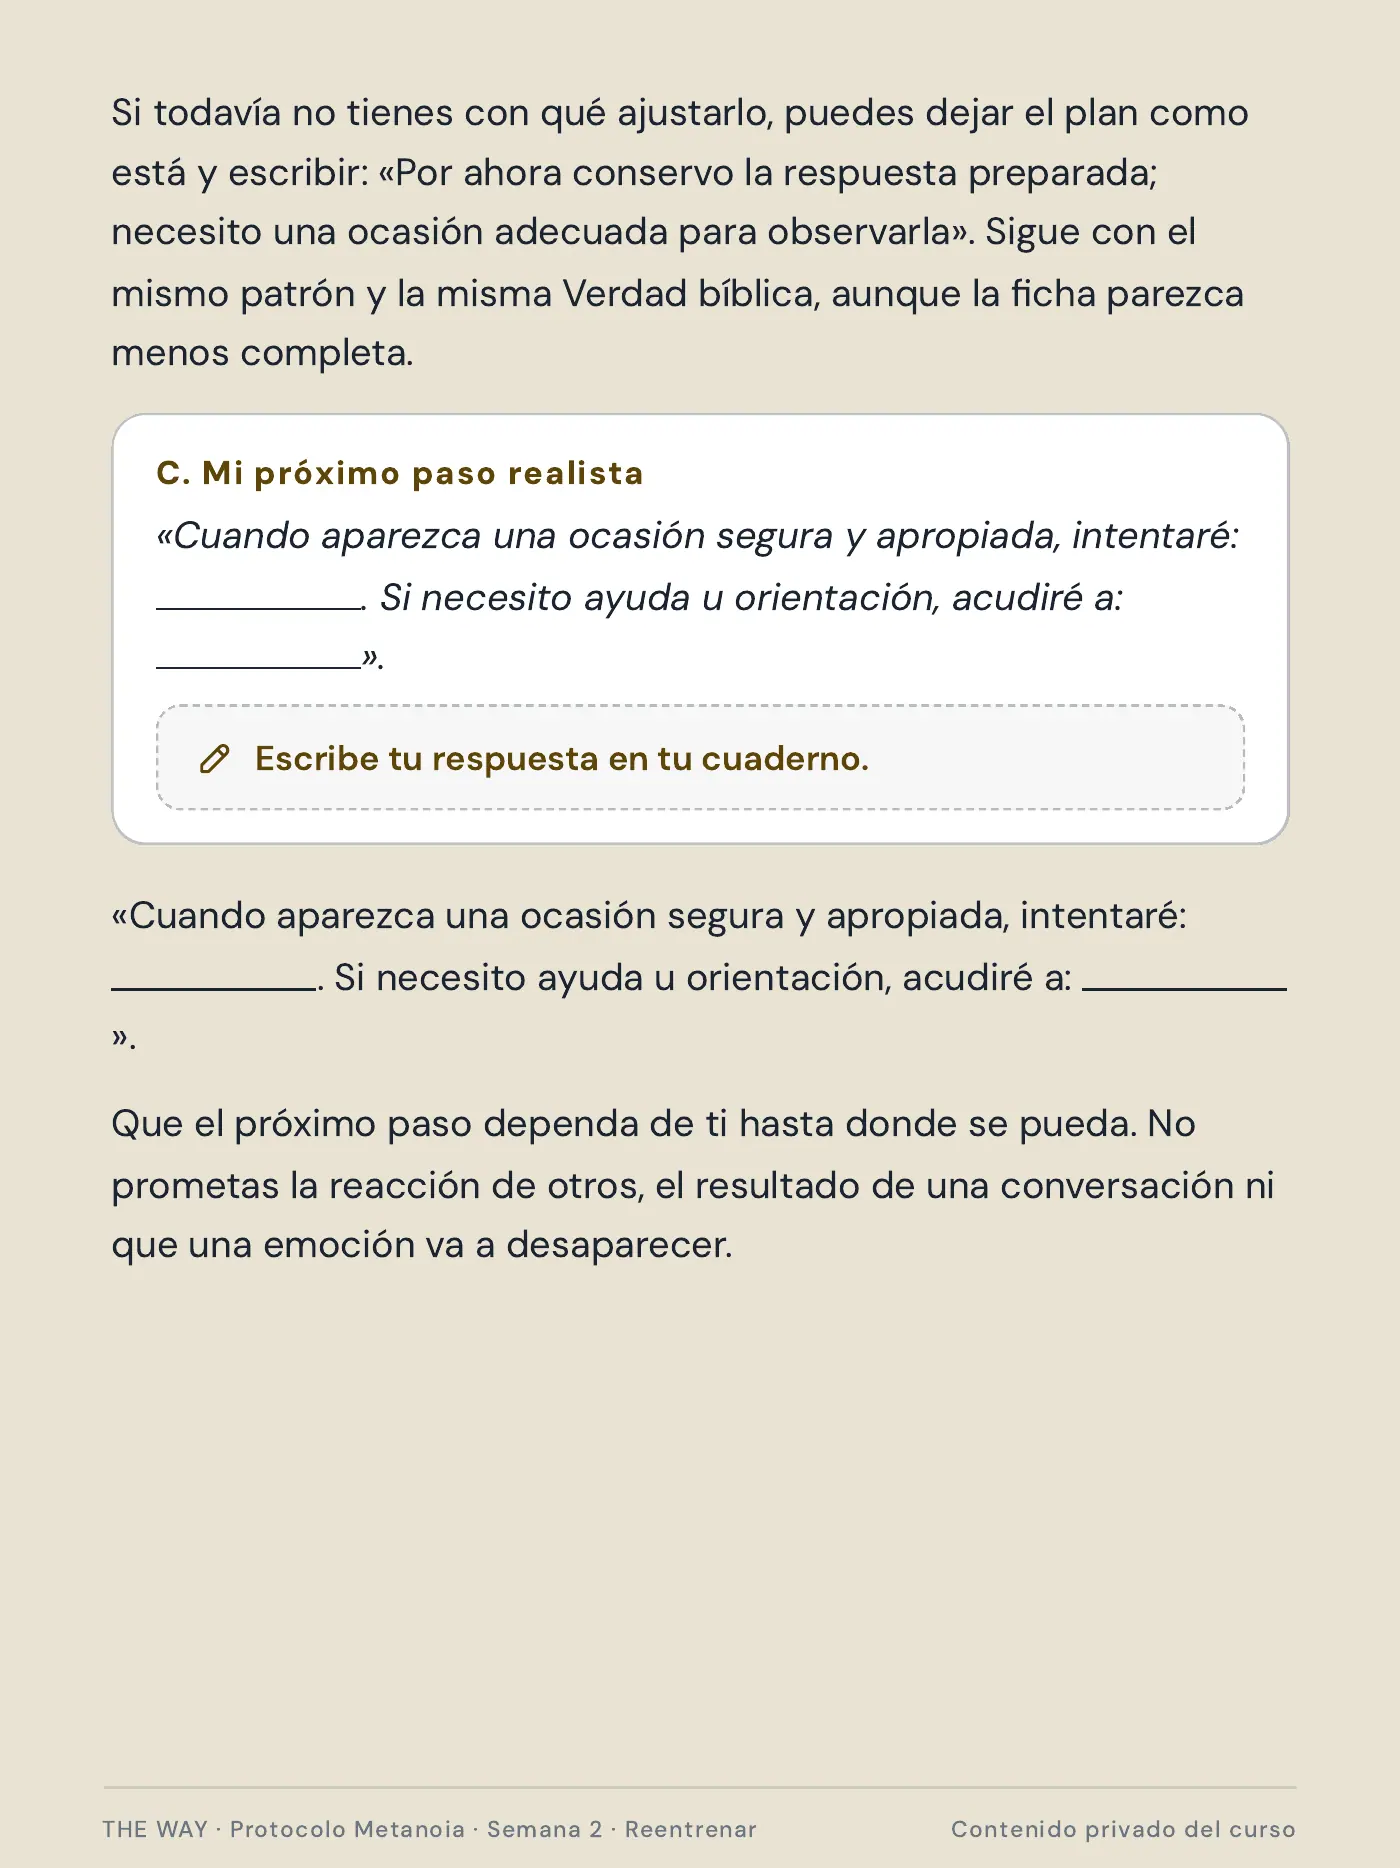 Si todavía no tienes con qué ajustarlo, puedes dejar el plan como
está y escribir: «Por ahora conservo la respuesta preparada;
necesito una ocasión adecuada para observarla». Sigue con el
mismo patrón y la misma Verdad bíblica, aunque la ficha parezca
menos completa.
C. Mi próximo paso realista
«Cuando aparezca una ocasión segura y apropiada, intentaré:
__________. Si necesito ayuda u orientación, acudiré a:
__________».
Escribe tu respuesta en tu cuaderno.
«Cuando aparezca una ocasión segura y apropiada, intentaré:
__________. Si necesito ayuda u orientación, acudiré a: __________
».
Que el próximo paso dependa de ti hasta donde se pueda. No
prometas la reacción de otros, el resultado de una conversación ni
que una emoción va a desaparecer.
THE WAY · Protocolo Metanoia · Semana 2 · Reentrenar
Contenido privado del curso